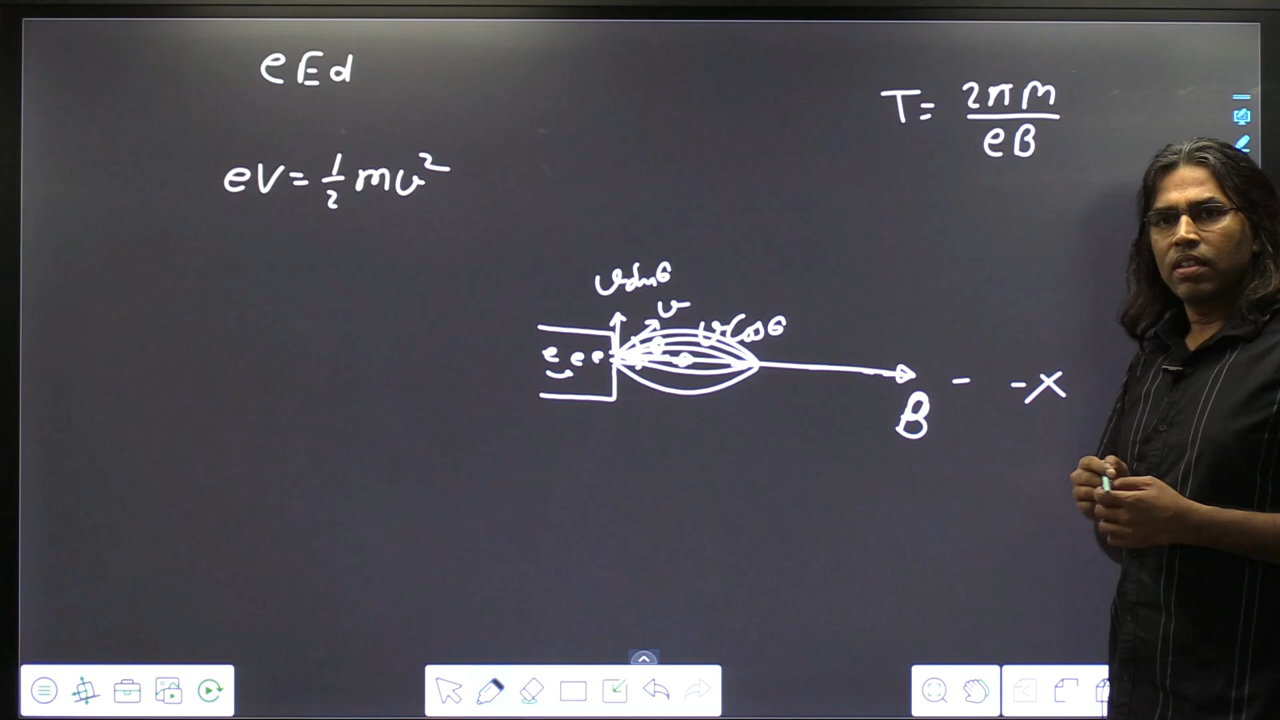 eEd
T = 2πm / eB
eV = ½ mv²
v sinθ
v
v cosθ
θ
e e e
B - - X